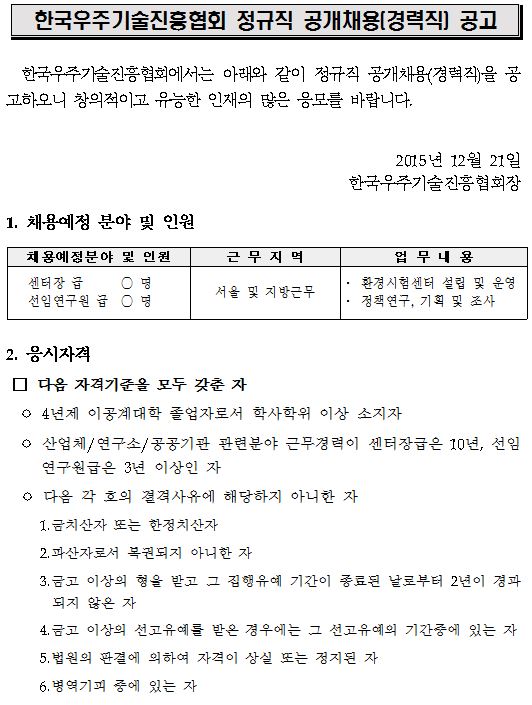 한국우주기술진흥협회 정규직 공개채용(경력직) 공고
한국우주기술진흥협회에서는 아래와 같이 정규직 공개채용(경력직)을 공
고하오니 창의적이고 유능한 인재의 많은 응모를 바랍니다.
2015년 12월 21일
한국우주기술진흥협회장
1. 채용예정 분야 및 인원
채용예정분야 및 인원 근 무 지 역 업 무 내 용
센터장 급 ○ 명
선임연구원 급 ○ 명
서울 및 지방근무
· 환경시험센터 설립 및 운영
· 정책연구, 기획 및 조사
2. 응시자격
□ 다음 자격기준을 모두 갖춘 자
○ 4년제 이공계대학 졸업자로서 학사학위 이상 소지자
○ 산업체/연구소/공공기관 관련분야 근무경력이 센터장급은 10년, 선임
연구원급은 3년 이상인 자
○ 다음 각 호의 결격사유에 해당하지 아니한 자
1.금치산자 또는 한정치산자
2.파산자로서 복권되지 아니한 자
3.금고 이상의 형을 받고 그 집행유예 기간이 종료된 날로부터 2년이 경과
되지 않은 자
4.금고 이상의 선고유예를 받은 경우에는 그 선고유예의 기간중에 있는 자
5.법원의 판결에 의하여 자격이 상실 또는 정지된 자
6.병역기피 중에 있는 자